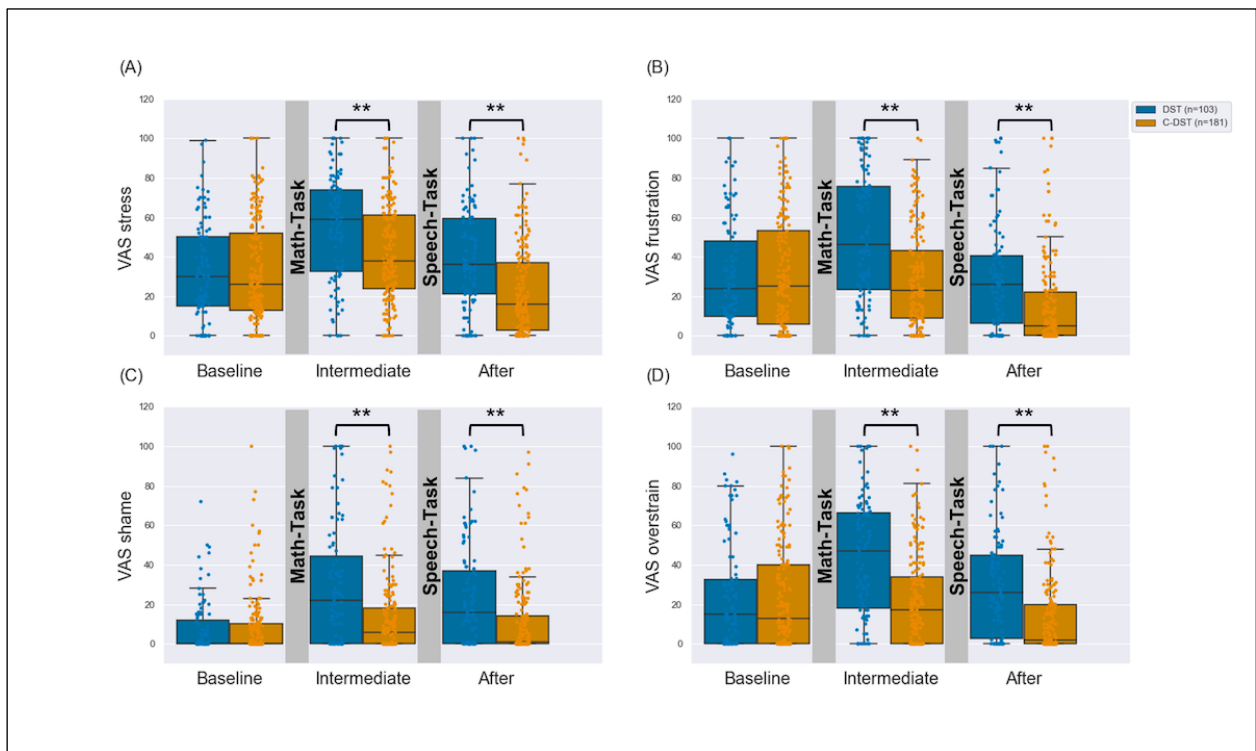 (A)
120
** **
100
80
60
40
20
0
VAS stress
Math-Task
Speech-Task
Baseline Intermediate After
(B)
120
** **
100
80
60
40
20
0
VAS frustration
Math-Task
Speech-Task
Baseline Intermediate After
DST (n=103)
C-DST (n=181)
(C)
120
** **
100
80
60
40
20
0
VAS shame
Math-Task
Speech-Task
Baseline Intermediate After
(D)
120
** **
100
80
60
40
20
0
VAS overstrain
Math-Task
Speech-Task
Baseline Intermediate After